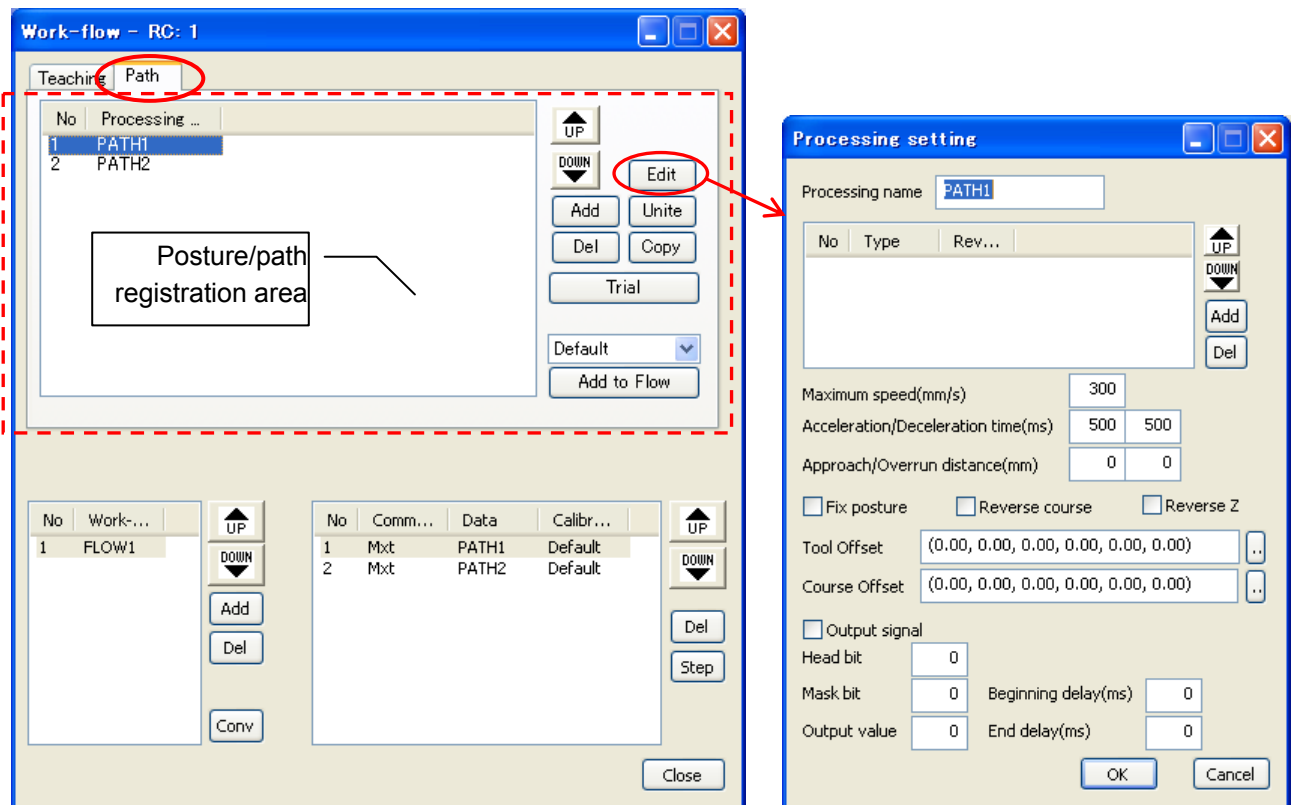 Work-flow - RC: 1
Teaching Path
No Processing ...
1 PATH1
2 PATH2
UP
DOWN
Edit
Add Unite
Del Copy
Trial
Default
Add to Flow
Posture/path
registration area
No Work-...
1 FLOW1
UP
DOWN
Add
Del
Conv
No Comm... Data Calibr...
1 Mxt PATH1 Default
2 Mxt PATH2 Default
UP
DOWN
Del
Step
Close
Processing setting
Processing name PATH1
No Type Rev...
UP
DOWN
Add
Del
Maximum speed(mm/s) 300
Acceleration/Deceleration time(ms) 500 500
Approach/Overrun distance(mm) 0 0
Fix posture Reverse course Reverse Z
Tool Offset (0.00, 0.00, 0.00, 0.00, 0.00, 0.00) ..
Course Offset (0.00, 0.00, 0.00, 0.00, 0.00, 0.00) ..
Output signal
Head bit 0
Mask bit 0 Beginning delay(ms) 0
Output value 0 End delay(ms) 0
OK Cancel